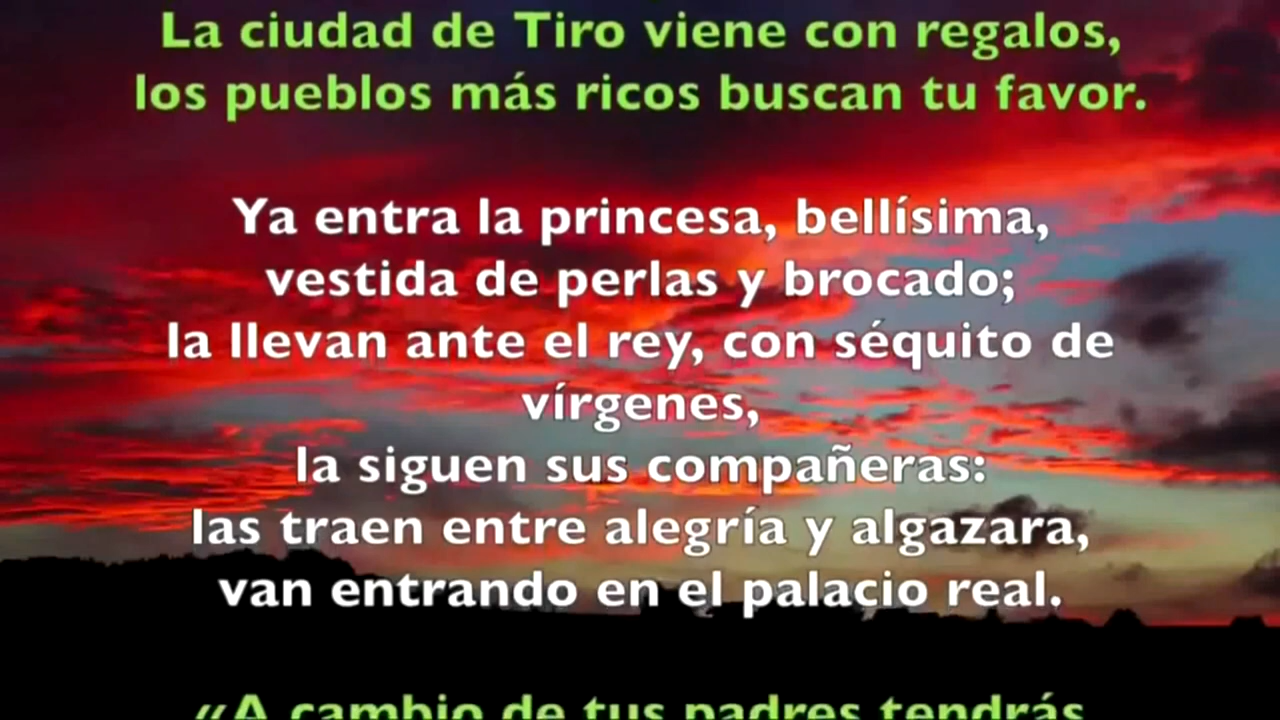 La ciudad de Tiro viene con regalos,
los pueblos más ricos buscan tu favor.
Ya entra la princesa, bellísima,
vestida de perlas y brocado;
la llevan ante el rey, con séquito de
vírgenes,
la siguen sus compañeras:
las traen entre alegría y algazara,
van entrando en el palacio real.
«A cambio de tus padres tendrás